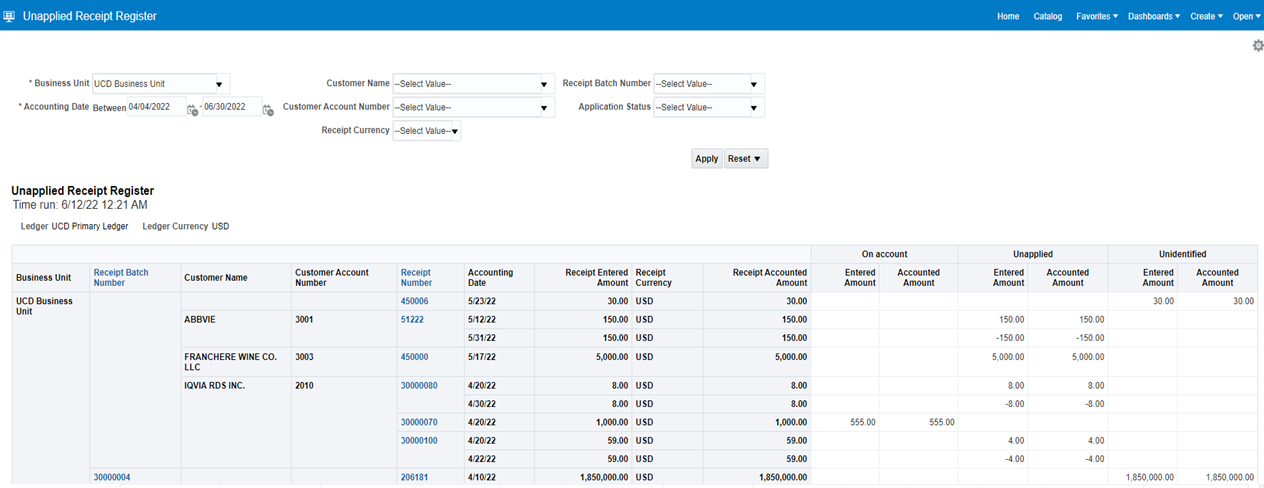 Unapplied Receipt Register
Home Catalog Favorites Dashboards Create Open
* Business Unit UCD Business Unit Customer Name --Select Value-- Receipt Batch Number --Select Value--
* Accounting Date Between 04/04/2022 - 06/30/2022 Customer Account Number --Select Value-- Application Status --Select Value--
Receipt Currency --Select Value--
Apply Reset
Unapplied Receipt Register
Time run: 6/12/22 12:21 AM
Ledger UCD Primary Ledger Ledger Currency USD
On account Unapplied Unidentified
Business Unit Receipt Batch Number Customer Name Customer Account Number Receipt Number Accounting Date Receipt Entered Amount Receipt Currency Receipt Accounted Amount Entered Amount Accounted Amount Entered Amount Accounted Amount Entered Amount Accounted Amount
UCD Business Unit 450006 5/23/22 30.00 USD 30.00 30.00 30.00
ABBVIE 3001 51222 5/12/22 150.00 USD 150.00 150.00 150.00
5/31/22 150.00 USD 150.00 -150.00 -150.00
FRANCHERE WINE CO. LLC 3003 450000 5/17/22 5,000.00 USD 5,000.00 5,000.00 5,000.00
IQVIA RDS INC. 2010 30000080 4/20/22 8.00 USD 8.00 8.00 8.00
4/30/22 8.00 USD 8.00 -8.00 -8.00
30000070 4/20/22 1,000.00 USD 1,000.00 555.00 555.00
30000100 4/20/22 59.00 USD 59.00 4.00 4.00
4/22/22 59.00 USD 59.00 -4.00 -4.00
30000004 206181 4/10/22 1,850,000.00 USD 1,850,000.00 1,850,000.00 1,850,000.00